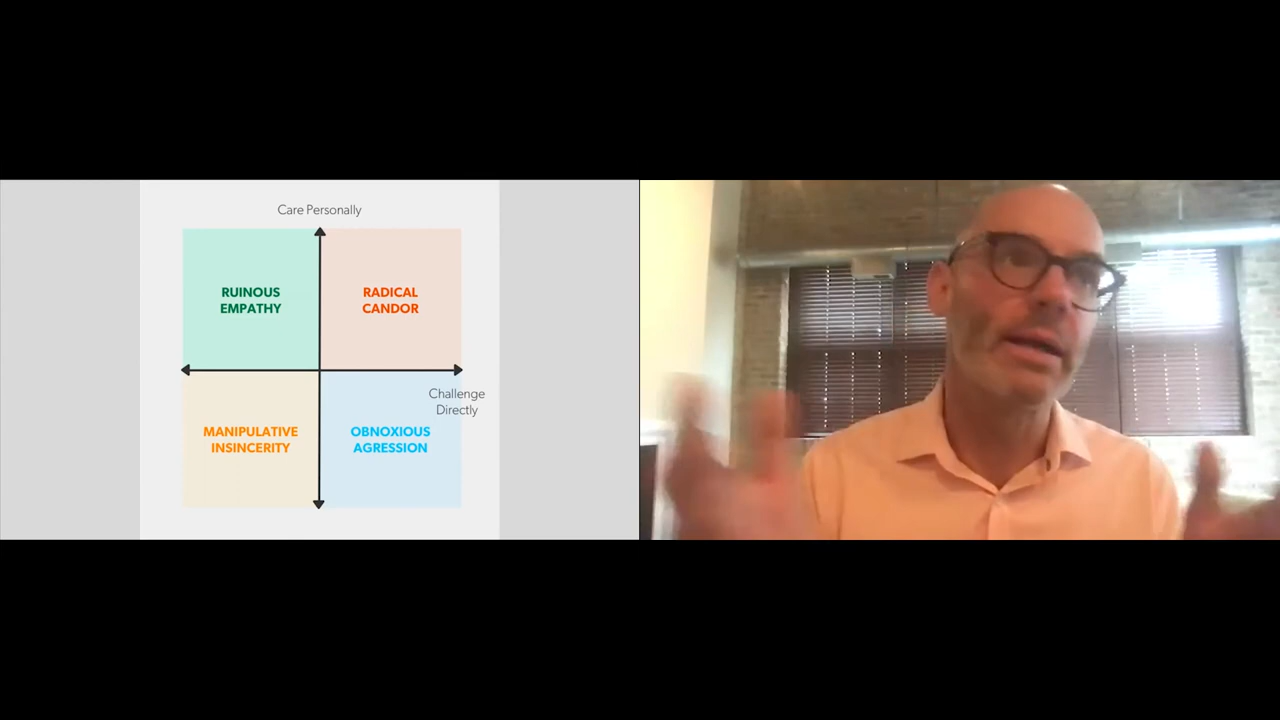 Care Personally
RUINOUS
EMPATHY
RADICAL
CANDOR
Challenge
Directly
MANIPULATIVE
INSINCERITY
OBNOXIOUS
AGRESSION